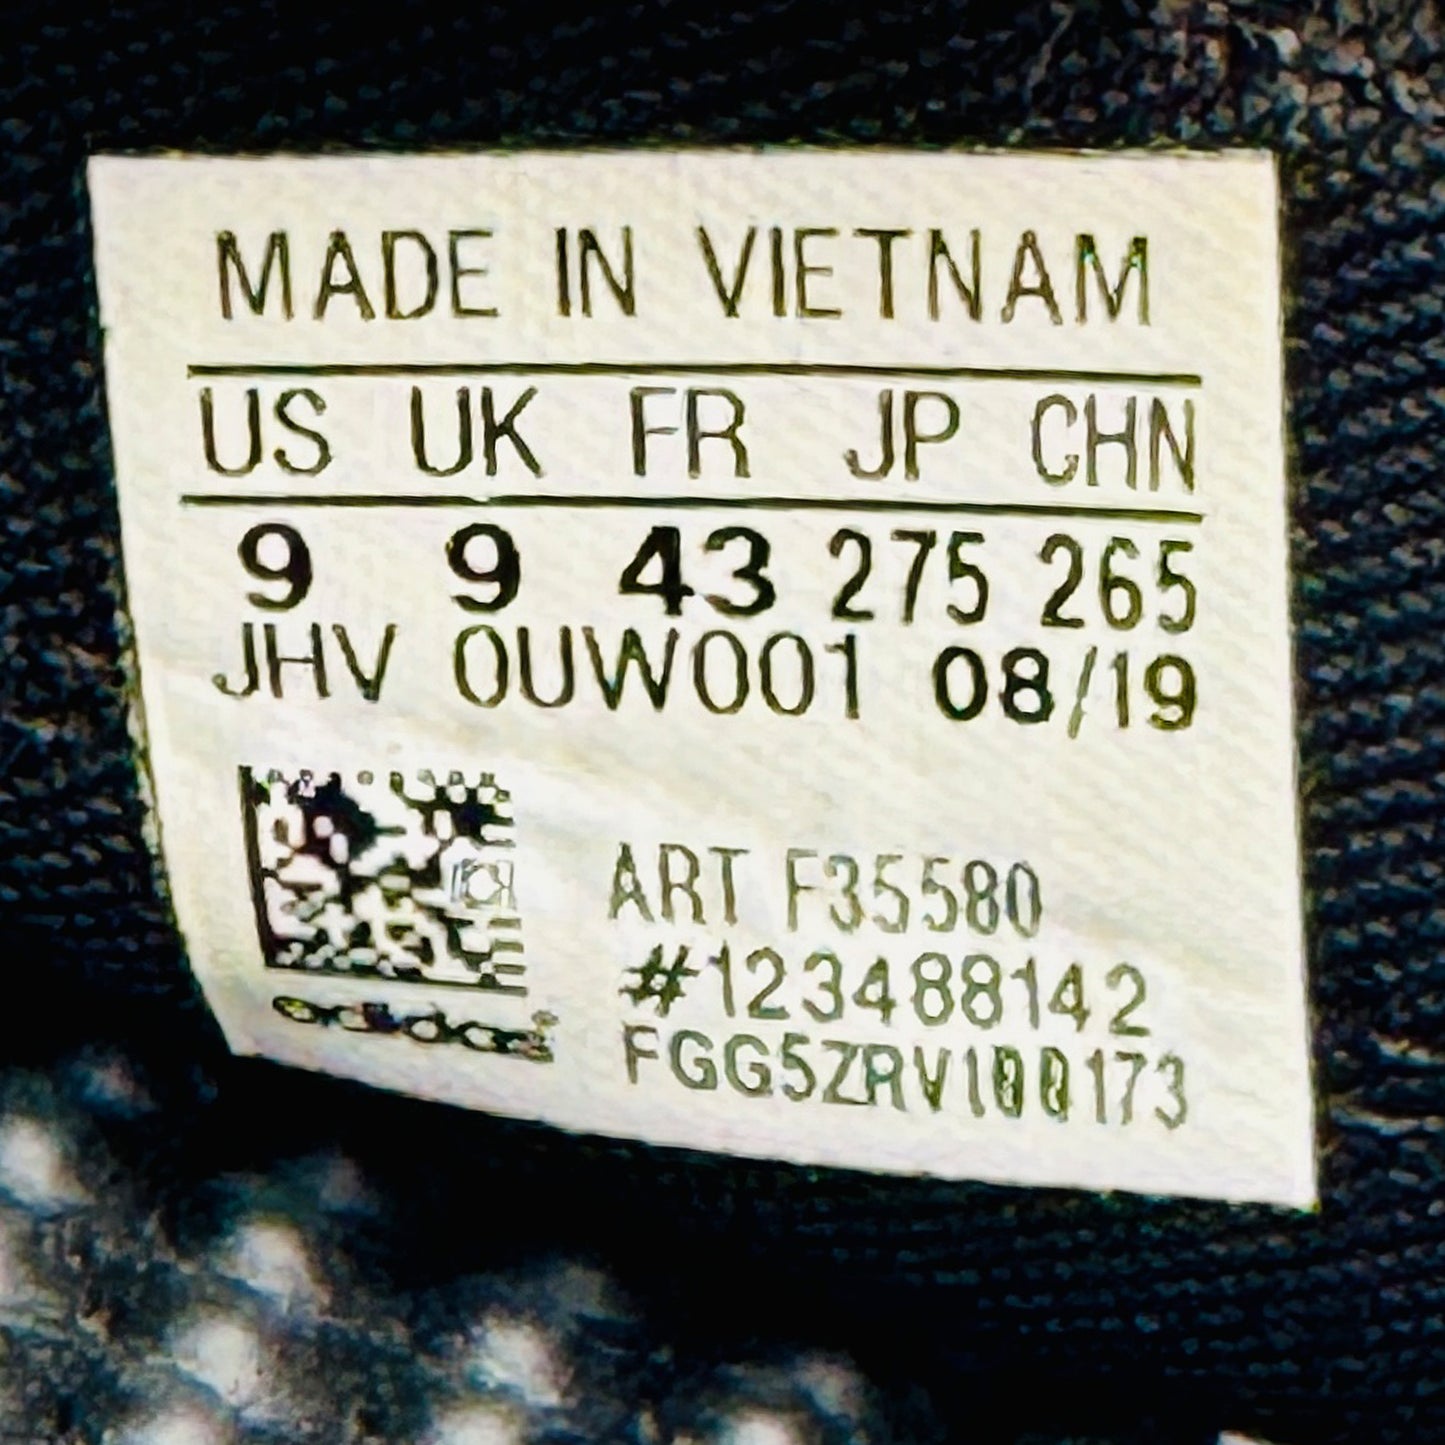 MADE IN VIETNAM
US UK FR JP CHN
9 9 43 275 265
JHV 0UW001 08/19
ART F35580
#123488142
FGG5ZRV100173
adidas